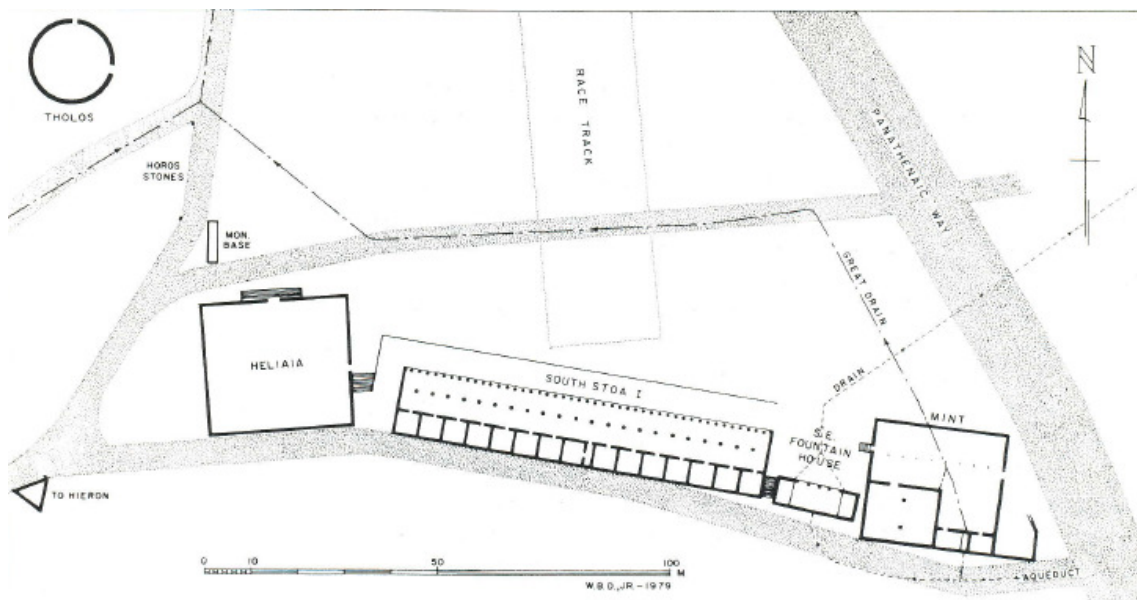 N
THOLOS
RACE TRACK
PANATHENAIC WAY
HOROS
STONES
MON.
BASE
GREAT DRAIN
HELIAIA
SOUTH STOA I
DRAIN
MINT
S.E.
FOUNTAIN
HOUSE
TO HIERON
0 10 50 100 M
W.B.D., JR.-1979
AQUEDUCT